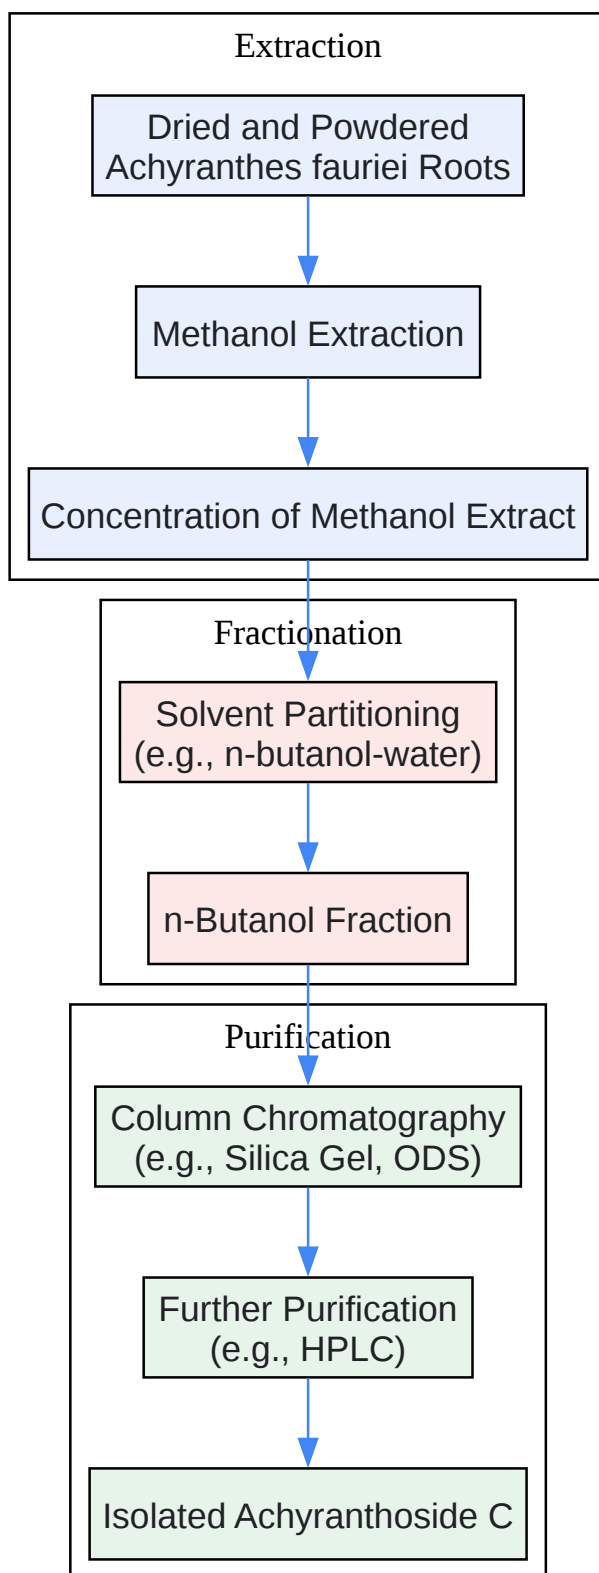 Extraction
Dried and Powdered
Achyranthes fauriei Roots
Methanol Extraction
Concentration of Methanol Extract
Fractionation
Solvent Partitioning
(e.g., n-butanol-water)
n-Butanol Fraction
Purification
Column Chromatography
(e.g., Silica Gel, ODS)
Further Purification
(e.g., HPLC)
Isolated Achyranthoside C